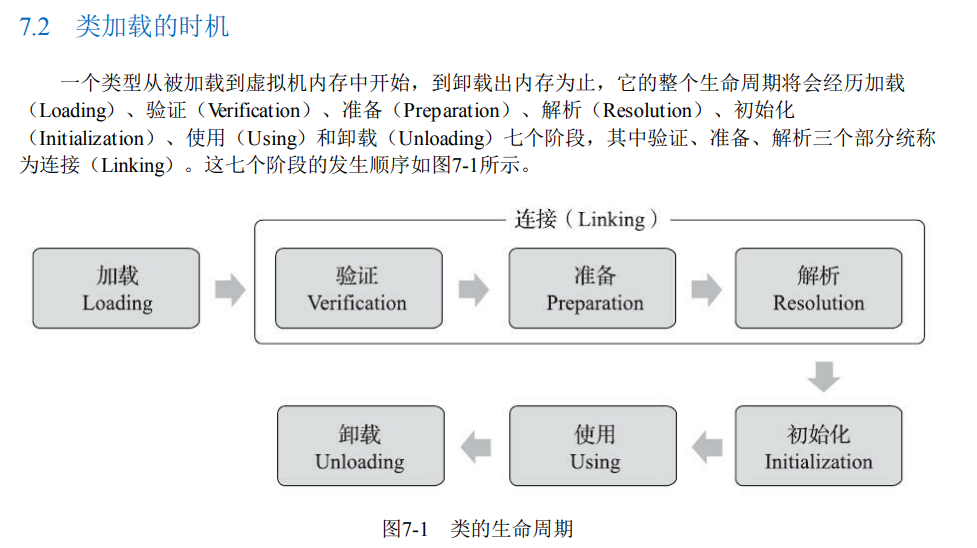 7.2 类加载的时机
一个类型从被加载到虚拟机内存中开始，到卸载出内存为止，它的整个生命周期将会经历加载
（Loading）、验证（Verification）、准备（Preparation）、解析（Resolution）、初始化
（Initialization）、使用（Using）和卸载（Unloading）七个阶段，其中验证、准备、解析三个部分统称
为连接（Linking）。这七个阶段的发生顺序如图7-1所示。
连接（Linking）
加载
Loading
验证
Verification
准备
Preparation
解析
Resolution
初始化
Initialization
使用
Using
卸载
Unloading
图7-1 类的生命周期